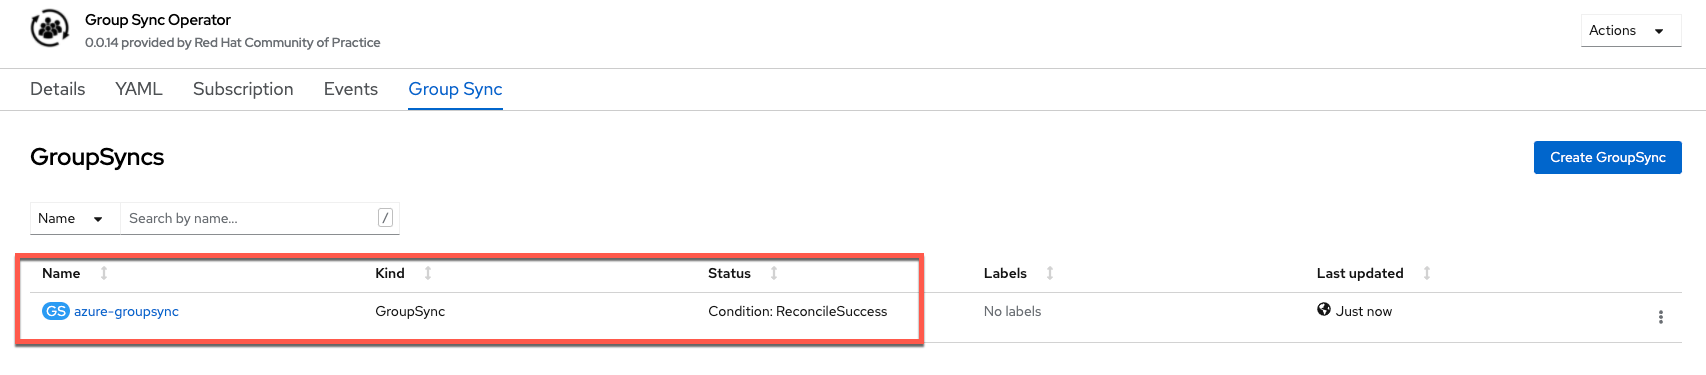 Group Sync Operator
0.0.14 provided by Red Hat Community of Practice
Actions
Details YAML Subscription Events Group Sync
GroupSyncs
Create GroupSync
Name Search by name... /
Name Kind Status Labels Last updated
GS azure-groupsync GroupSync Condition: ReconcileSuccess No labels Just now